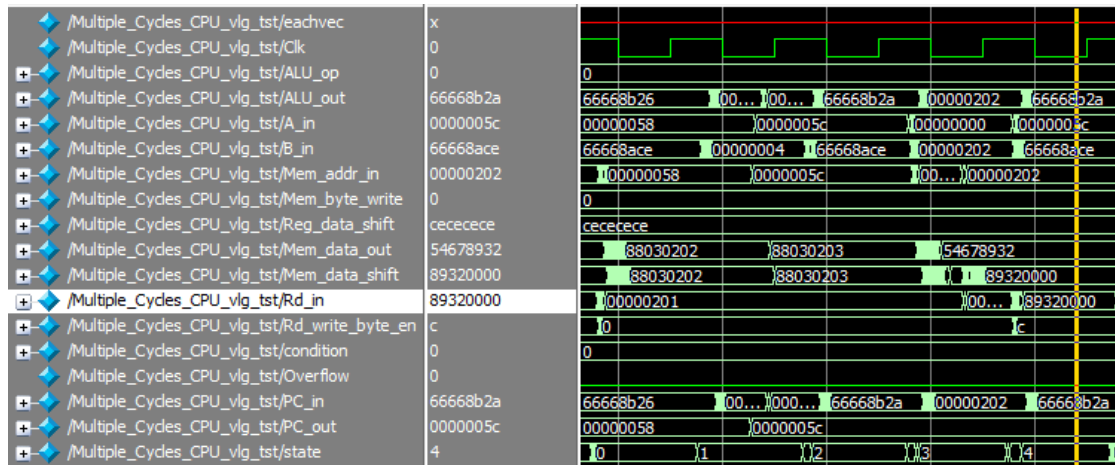 /Multiple_Cycles_CPU_vlg_tst/eachvec x
/Multiple_Cycles_CPU_vlg_tst/Clk 0
/Multiple_Cycles_CPU_vlg_tst/ALU_op 0 0
/Multiple_Cycles_CPU_vlg_tst/ALU_out 66668b2a 66668b26 00... 00... 66668b2a 00000202 66668b2a
/Multiple_Cycles_CPU_vlg_tst/A_in 0000005c 00000058 0000005c 00000000 0000005c
/Multiple_Cycles_CPU_vlg_tst/B_in 66668ace 66668ace 00000004 66668ace 00000202 66668ace
/Multiple_Cycles_CPU_vlg_tst/Mem_addr_in 00000202 00000058 0000005c 00... 00000202
/Multiple_Cycles_CPU_vlg_tst/Mem_byte_write 0 0
/Multiple_Cycles_CPU_vlg_tst/Reg_data_shift cececece cececece
/Multiple_Cycles_CPU_vlg_tst/Mem_data_out 54678932 88030202 88030203 54678932
/Multiple_Cycles_CPU_vlg_tst/Mem_data_shift 89320000 88030202 88030203 89320000
/Multiple_Cycles_CPU_vlg_tst/Rd_in 89320000 00000201 00... 89320000
/Multiple_Cycles_CPU_vlg_tst/Rd_write_byte_en c 0 c
/Multiple_Cycles_CPU_vlg_tst/condition 0 0
/Multiple_Cycles_CPU_vlg_tst/Overflow 0
/Multiple_Cycles_CPU_vlg_tst/PC_in 66668b2a 66668b26 00... 000... 66668b2a 00000202 66668b2a
/Multiple_Cycles_CPU_vlg_tst/PC_out 0000005c 00000058 0000005c
/Multiple_Cycles_CPU_vlg_tst/state 4 0 1 2 3 4